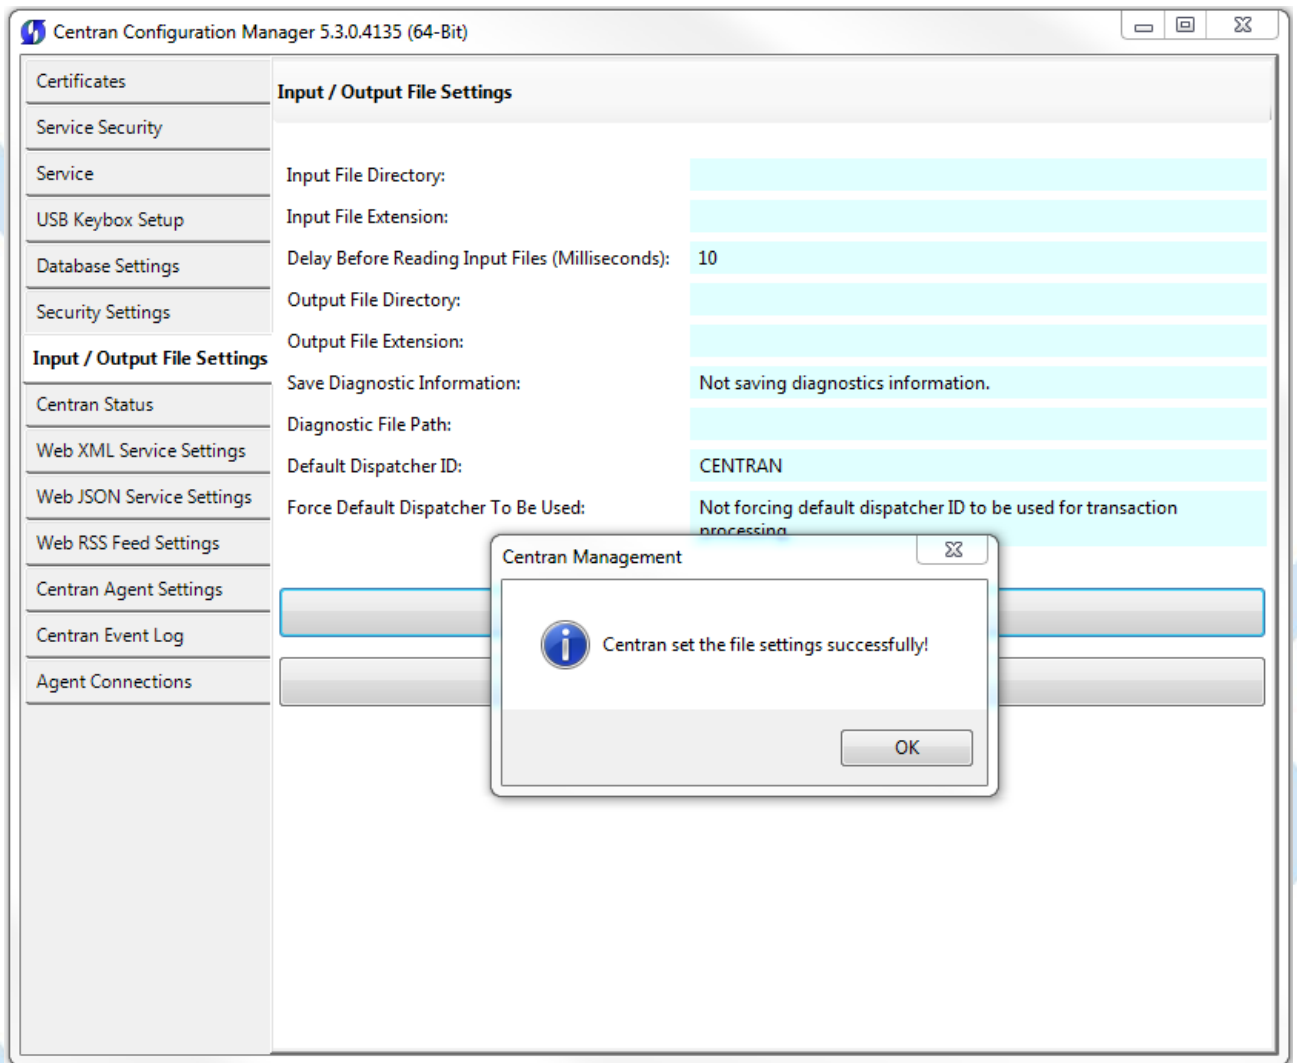 Centran Configuration Manager 5.3.0.4135 (64-Bit)
Certificates
Service Security
Service
USB Keybox Setup
Database Settings
Security Settings
Input / Output File Settings
Centran Status
Web XML Service Settings
Web JSON Service Settings
Web RSS Feed Settings
Centran Agent Settings
Centran Event Log
Agent Connections
Input / Output File Settings
Input File Directory:
Input File Extension:
Delay Before Reading Input Files (Milliseconds): 10
Output File Directory:
Output File Extension:
Save Diagnostic Information: Not saving diagnostics information.
Diagnostic File Path:
Default Dispatcher ID: CENTRAN
Force Default Dispatcher To Be Used: Not forcing default dispatcher ID to be used for transaction
processing.
Centran Management
Centran set the file settings successfully!
OK